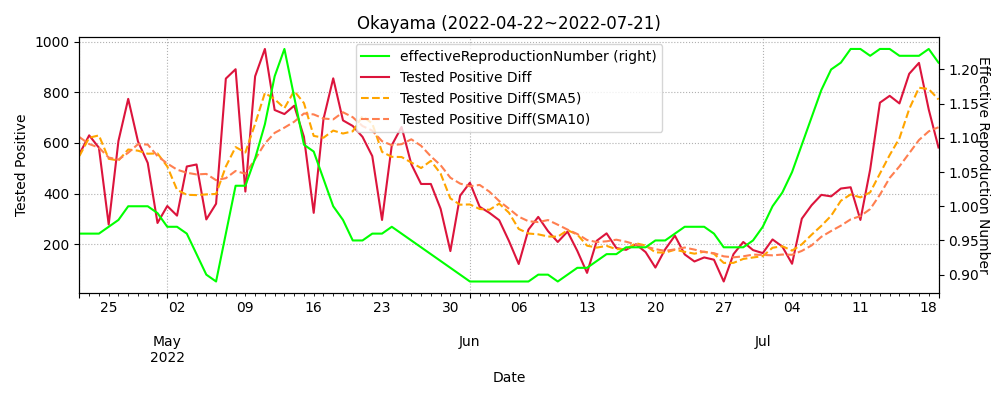 Okayama (2022-04-22~2022-07-21)
effectiveReproductionNumber (right)
Tested Positive Diff
Tested Positive Diff(SMA5)
Tested Positive Diff(SMA10)
Tested Positive
1000
800
600
400
200
Effective Reproduction Number
1.20
1.15
1.10
1.05
1.00
0.95
0.90
25 02 09 16 23 30 06 13 20 27 04 11 18
May Jun Jul
2022
Date